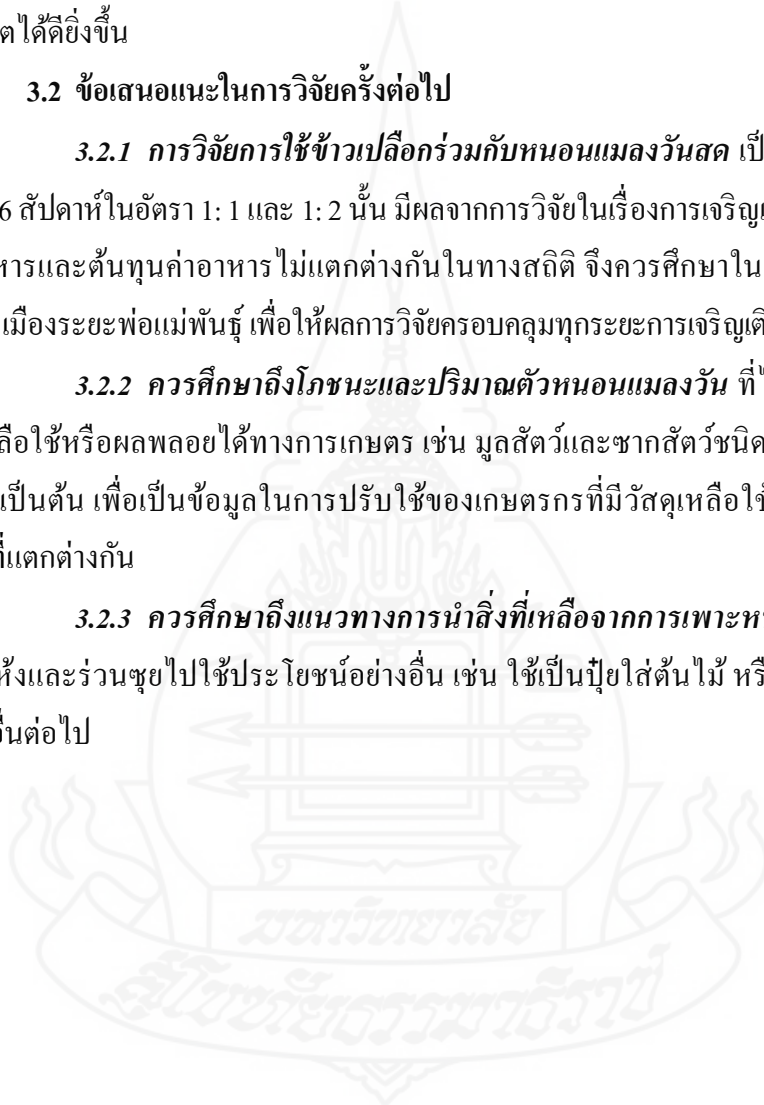 ตได้ดียิ่งขึ้น
3.2 ข้อเสนอแนะในการวิจัยครั้งต่อไป
3.2.1 การวิจัยการใช้ข้าวเปลือกร่วมกับหนอนแมลงวันสด เป็
6 สัปดาห์ในอัตรา 1: 1 และ 1: 2 นั้น มีผลจากการวิจัยในเรื่องการเจริญเ
หารและต้นทุนค่าอาหารไม่แตกต่างกันในทางสถิติ จึงควรศึกษาใน
เมืองระยะพ่อแม่พันธุ์ เพื่อให้ผลการวิจัยครอบคลุมทุกระยะการเจริญเติ
3.2.2 ควรศึกษาถึงโภชนะและปริมาณตัวหนอนแมลงวัน ที่ไ
ลือใช้หรือผลพลอยได้ทางการเกษตร เช่น มูลสัตว์และซากสัตว์ชนิด
เป็นต้น เพื่อเป็นข้อมูลในการปรับใช้ของเกษตรกรที่มีวัสดุเหลือใช้
ที่แตกต่างกัน
3.2.3 ควรศึกษาถึงแนวทางการนำสิ่งที่เหลือจากการเพาะห
ห้งและร่วนซุยไปใช้ประโยชน์อย่างอื่น เช่น ใช้เป็นปุ๋ยใส่ต้นไม้ หรื
อื่นต่อไป
มหาวิทยาลัย
สุโขทัยธรรมาธิราช